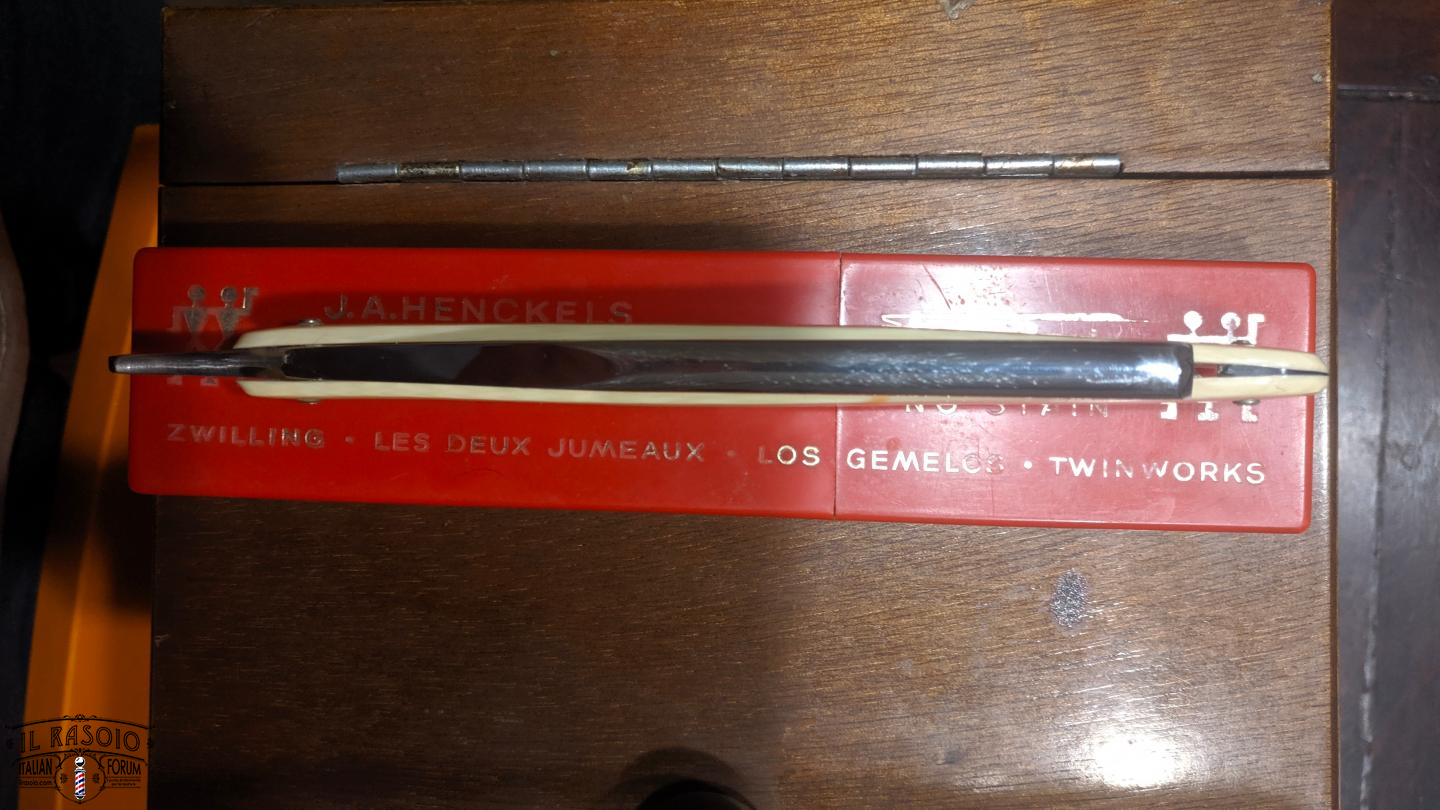 J.A.HENCKELS
NO STAIN
ZWILLING • LES DEUX JUMEAUX • LOS GEMELOS • TWINWORKS
IL RASOIO
ITALIAN FORUM